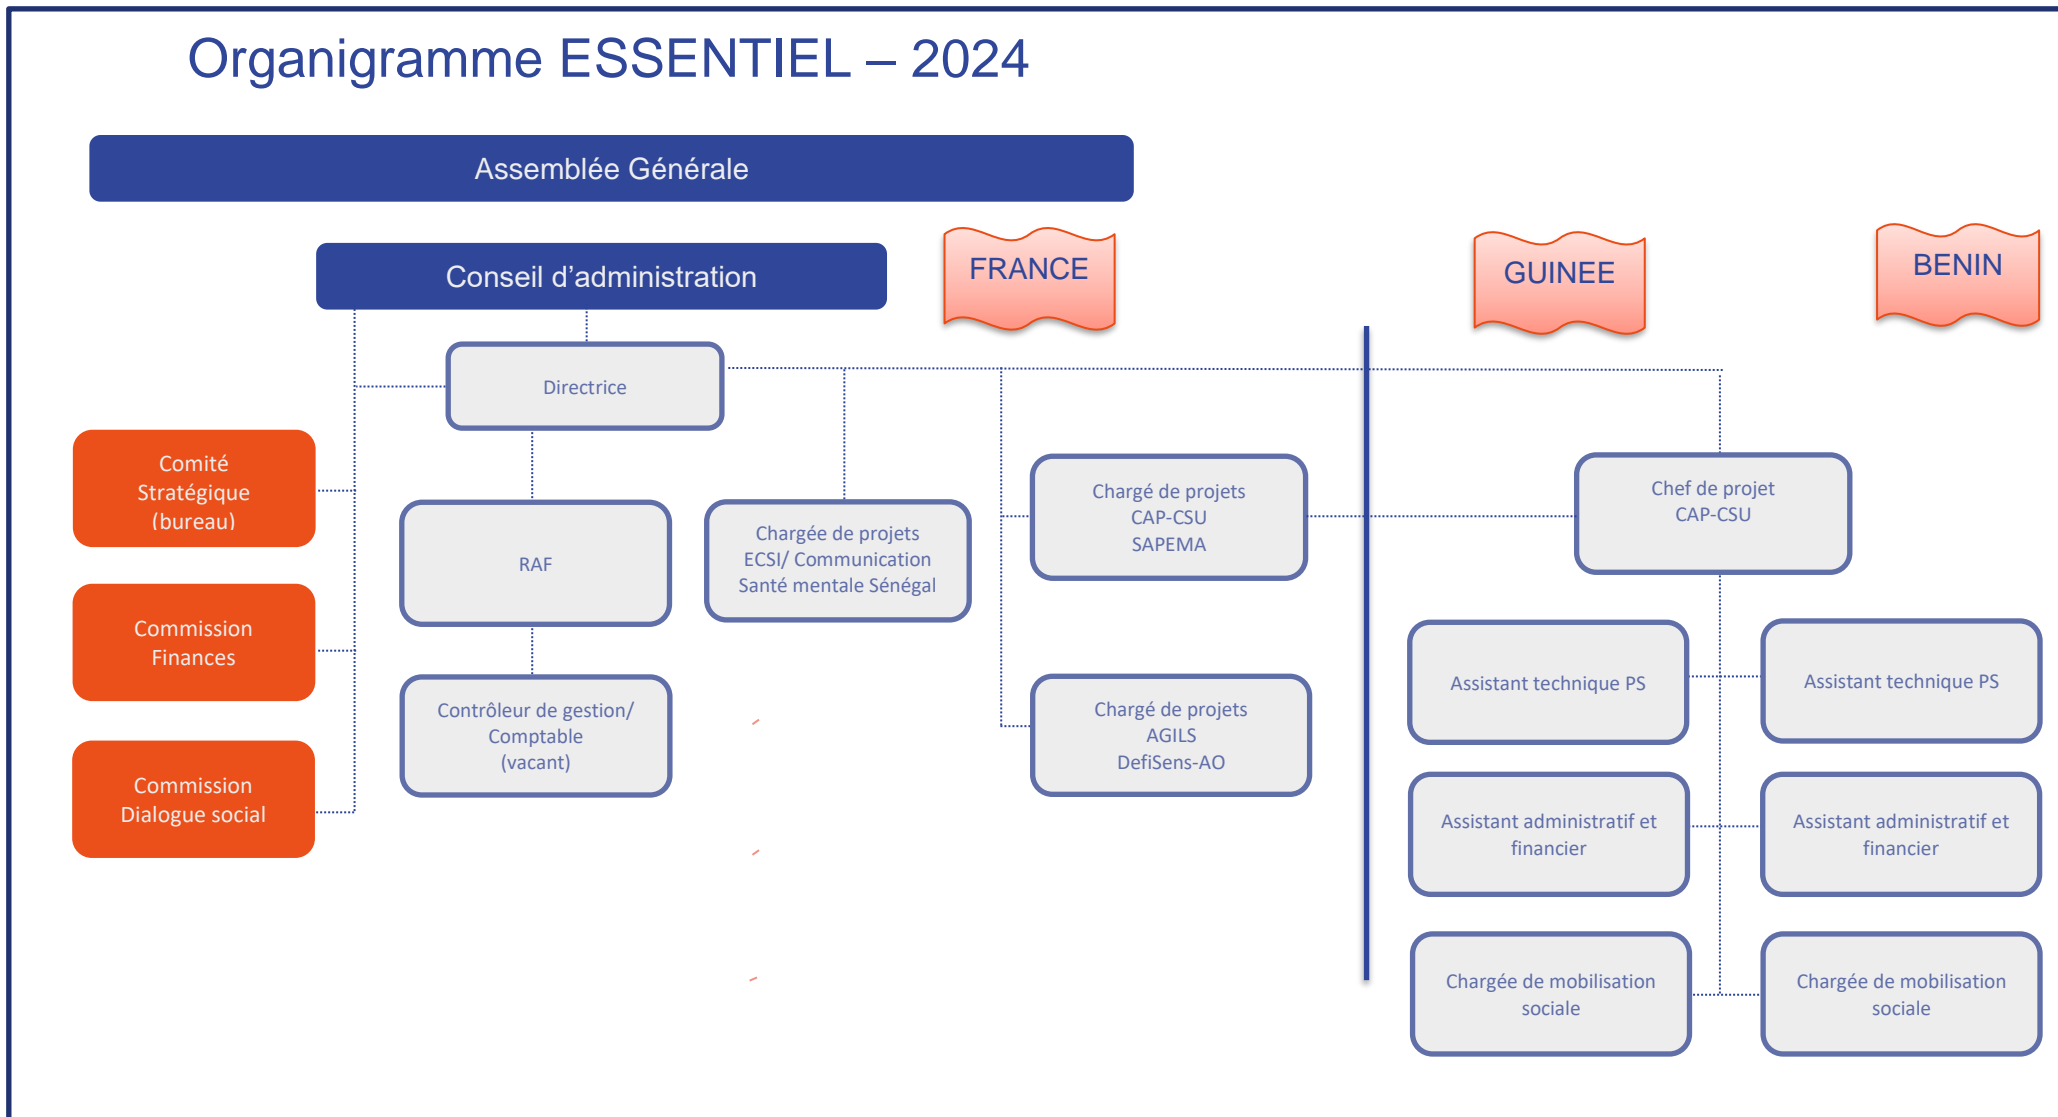 Organigramme ESSENTIEL – 2024
Assemblée Générale
Conseil d’administration
FRANCE
GUINEE
BENIN
Directrice
Comité
Stratégique
(bureau)
Commission
Finances
Commission
Dialogue social
RAF
Contrôleur de gestion/
Comptable
(vacant)
Chargée de projets
ECSI/ Communication
Santé mentale Sénégal
Chargé de projets
CAP-CSU
SAPEMA
Chargé de projets
AGILS
DefiSens-AO
Chef de projet
CAP-CSU
Assistant technique PS
Assistant technique PS
Assistant administratif et
financier
Assistant administratif et
financier
Chargée de mobilisation
sociale
Chargée de mobilisation
sociale